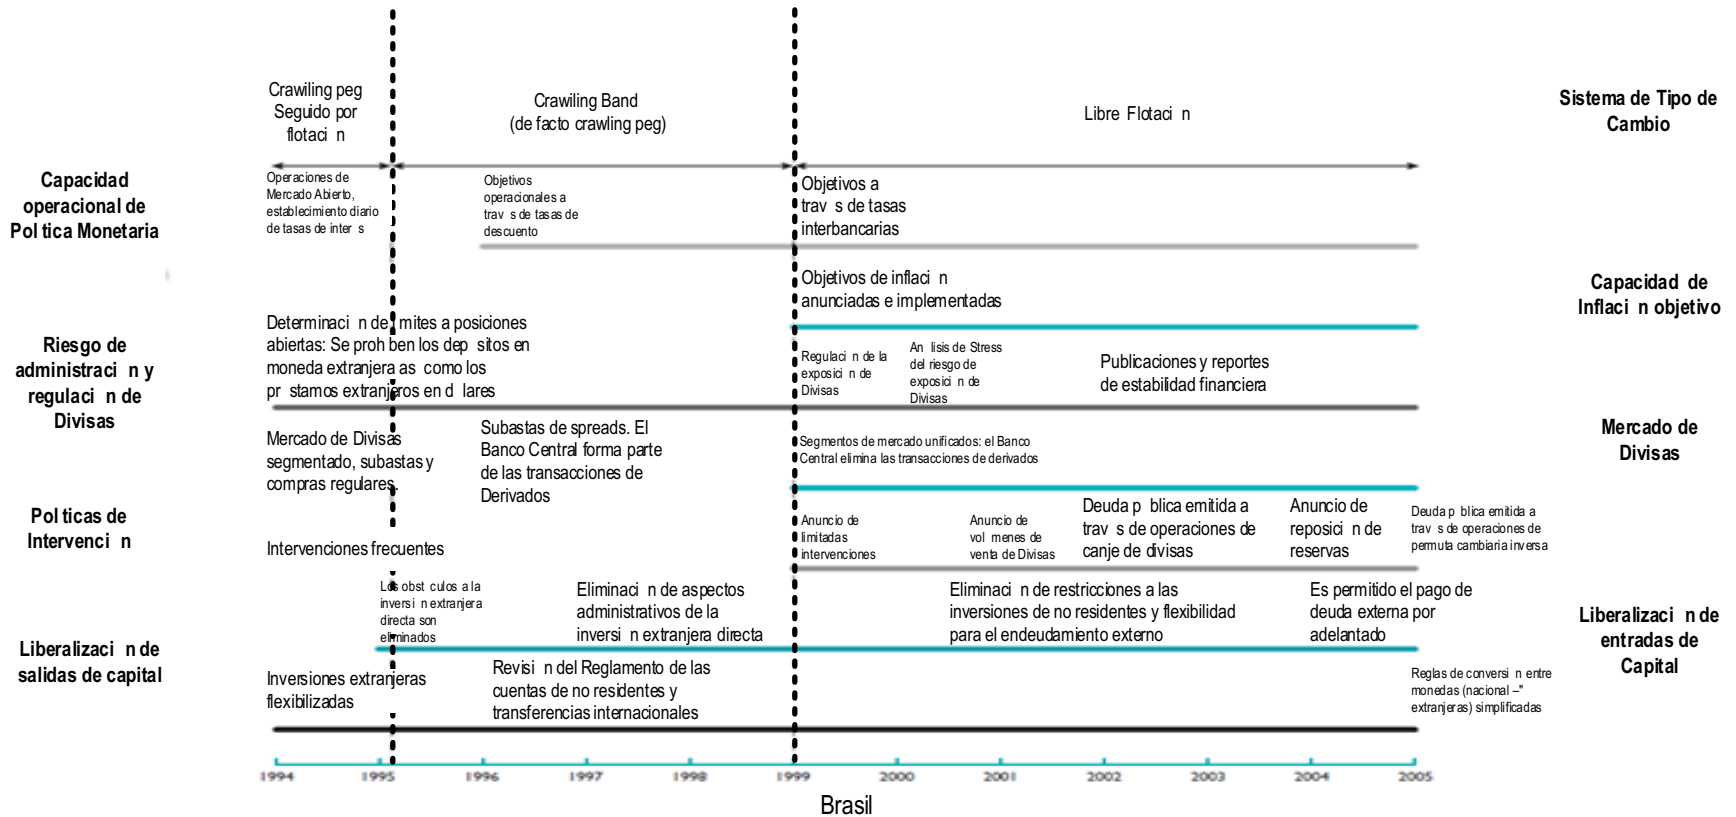 Crawiling peg
Seguido por
flotaci n
Crawiling Band
(de facto crawling peg)
Libre Flotaci n
Sistema de Tipo de
Cambio
Capacidad
operacional de
Pol tica Monetaria
Operaciones de
Mercado Abierto,
establecimiento diario
de tasas de inter s
Objetivos
operacionales a
trav s de tasas de
descuento
Objetivos a
trav s de tasas
interbancarias
Objetivos de inflaci n
anunciadas e implementadas
Capacidad de
Inflaci n objetivo
Riesgo de
administraci n y
regulaci n de
Divisas
Determinaci n de l mites a posiciones
abiertas: Se proh ben los dep sitos en
moneda extranjera as como los
pr stamos extranjeros en d lares
Regulaci n de la
exposici n de
Divisas
An lisis de Stress
del riesgo de
exposici n de
Divisas
Publicaciones y reportes
de estabilidad financiera
Mercado de Divisas
segmentado, subastas y
compras regulares.
Subastas de spreads. El
Banco Central forma parte
de las transacciones de
Derivados
Segmentos de mercado unificados: el Banco
Central elimina las transacciones de derivados
Mercado de
Divisas
Pol ticas de
Intervenci n
Intervenciones frecuentes
Anuncio de
limitadas
intervenciones
Anuncio de
vol menes de
venta de Divisas
Deuda p blica emitida a
trav s de operaciones de
canje de divisas
Anuncio de
reposici n de
reservas
Deuda p blica emitida a
trav s de operaciones de
permuta cambiaria inversa
Los obst culos a la
inversi n extranjera
directa son
eliminados
Eliminaci n de aspectos
administrativos de la
inversi n extranjera directa
Eliminaci n de restricciones a las
inversiones de no residentes y flexibilidad
para el endeudamiento externo
Es permitido el pago de
deuda externa por
adelantado
Liberalizaci n de
entradas de
Capital
Liberalizaci n de
salidas de capital
Inversiones extranjeras
flexibilizadas
Revisi n del Reglamento de las
cuentas de no residentes y
transferencias internacionales
Reglas de conversi n entre
monedas (nacional –"
extranjeras) simplificadas
1994 1995 1996 1997 1998 1999 2000 2001 2002 2003 2004 2005
Brasil